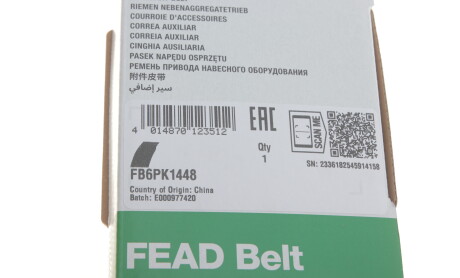 RIEMEN NEBENAGGREGATETRIEB
COURROIE D'ACCESSOIRES
CORREA AUXILIAR
CORREIA AUXILIAR
CINGHIA AUSILIARIA
PASEK NAPĘDU OSPRZĘTU
РЕМЕНЬ ПРИВОДА НАВЕСНОГО ОБОРУДОВАНИЯ
附件皮带
سير إضافي
4 014870 123512
EAC
SCAN ME
Qty
1
SN: 2336182545914158
FB6PK1448
Country of Origin: China
Batch: E000977420
FEAD Belt